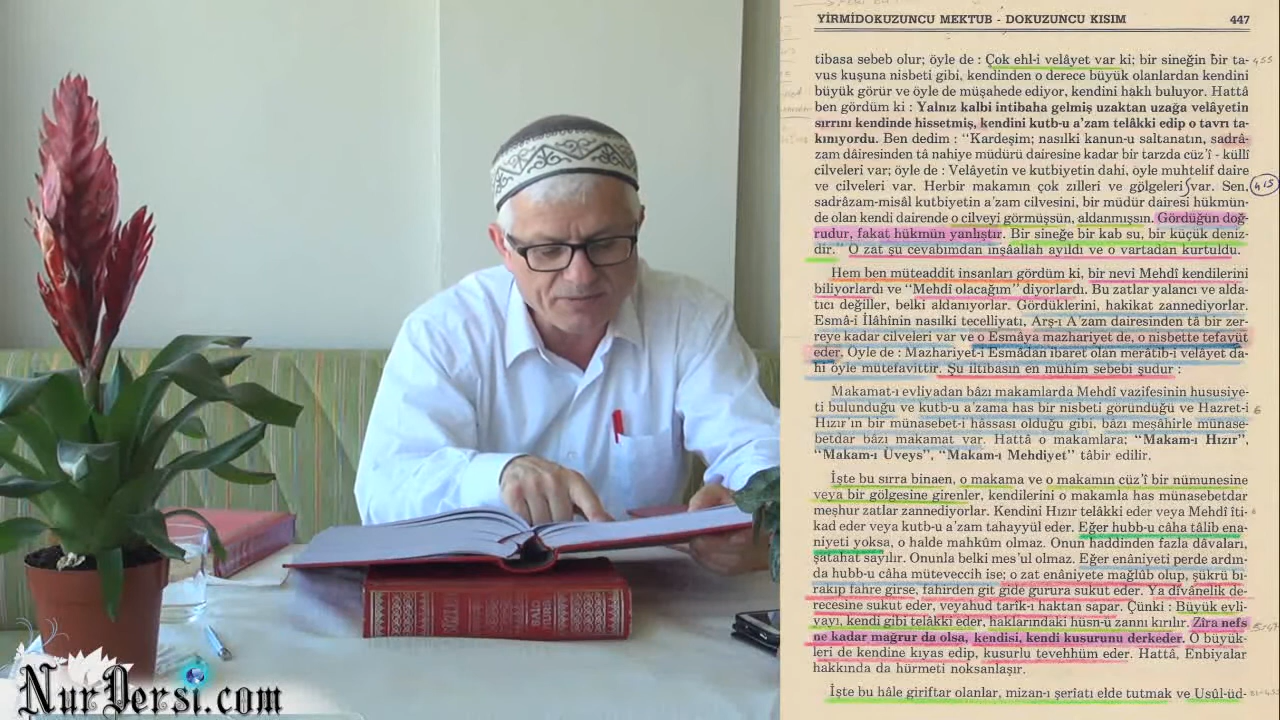 YİRMİDOKUZUNCU MEKTUB - DOKUZUNCU KISIM 447
tibasa sebeb olur; öyle de : Çok ehl-i velâyet var ki; bir sineğin bir ta-
vus kuşuna nisbeti gibi, kendinden o derece büyük olanlardan kendini
büyük görür ve öyle de müşahede ediyor, kendini haklı buluyor. Hattâ
ben gördüm ki : Yalnız kalbi intibaha gelmiş uzaktan uzağa velâyetin
sırrını kendinde hissetmiş, kendini kutb-u a'zam telâkki edip o tavrı ta-
kınıyordu. Ben dedim : "Kardeşim; nasılki kanun-u saltanatın, sadrâ-
zam dâiresinden tâ nahiye müdürü dairesine kadar bir tarzda cüz'î - küllî
cilveleri var; öyle de : Velâyetin ve kutbiyetin dahi, öyle muhtelif daire
ve cilveleri var. Herbir makamın çok zılleri ve gölgeleri var. Sen,
sadrâzam-misâl kutbiyetin a'zam cilvesini, bir müdür dairesi hükmün-
de olan kendi dairende o cilveyi görmüşsün, aldanmışsın. Gördüğün doğ-
rudur, fakat hükmün yanlıştır. Bir sineğe bir kab su, bir küçük deniz-
dir." O zat şu cevabımdan inşâallah ayıldı ve o vartadan kurtuldu.
Hem ben müteaddit insanları gördüm ki, bir nevi Mehdî kendilerini
biliyorlardı ve "Mehdî olacağım" diyorlardı. Bu zatlar yalancı ve alda-
tıcı değiller, belki aldanıyorlar. Gördüklerini, hakikat zannediyorlar.
Esmâ-i İlâhînin nasılki tecelliyatı, Arş-ı A'zam dairesinden tâ bir zer-
reye kadar cilveleri var ve o Esmâya mazhariyet de, o nisbette tefavüt
eder. Öyle de : Mazhariyet-i Esmâdan ibaret olan merâtib-i velâyet da-
hi öyle mütefavittir. Şu iltibasın en mühim sebebi şudur :
Makamat-ı evliyadan bâzı makamlarda Mehdî vazifesinin hususiye-
ti bulunduğu ve kutb-u a'zama has bir nisbeti göründüğü ve Hazret-i
Hızır'ın bir münasebet-i hâssası olduğu gibi, bâzı meşâhirle münase-
betdar bâzı makamat var. Hattâ o makamlara; "Makam-ı Hızır",
"Makam-ı Üveys", "Makam-ı Mehdiyet" tâbir edilir.
İşte bu sırra binaen, o makama ve o makamın cüz'î bir nümunesine
veya bir gölgesine girenler, kendilerini o makamla has münasebetdar
meşhur zatlar zannediyorlar. Kendini Hızır telâkki eder veya Mehdî îti-
kad eder veya kutb-u a'zam tahayyül eder. Eğer hubb-u câha tâlib ena-
niyeti yoksa, o halde mahkûm olmaz. Onun haddinden fazla dâvaları,
şatahat sayılır. Onunla belki mes'ul olmaz. Eğer enâniyeti perde ardın-
da hubb-u câha müteveccih ise; o zat enâniyete mağlûb olup, şükrü bı-
rakıp fahre girse, fahirden git gide gurura sukut eder. Ya dîvânelik de-
recesine sukut eder, veyahud tarîk-ı haktan sapar. Çünki : Büyük evli-
yayı, kendi gibi telâkki eder, haklarındaki hüsn-ü zannı kırılır. Zîra nefs
ne kadar mağrur da olsa, kendisi, kendi kusurunu derkeder. O büyük-
leri de kendine kıyas edip, kusurlu tevehhüm eder. Hattâ, Enbiyalar
hakkında da hürmeti noksanlaşır.
İşte bu hâle giriftar olanlar, mizan-ı şeriatı elde tutmak ve Usûl-üd-
415
NurDersi.com